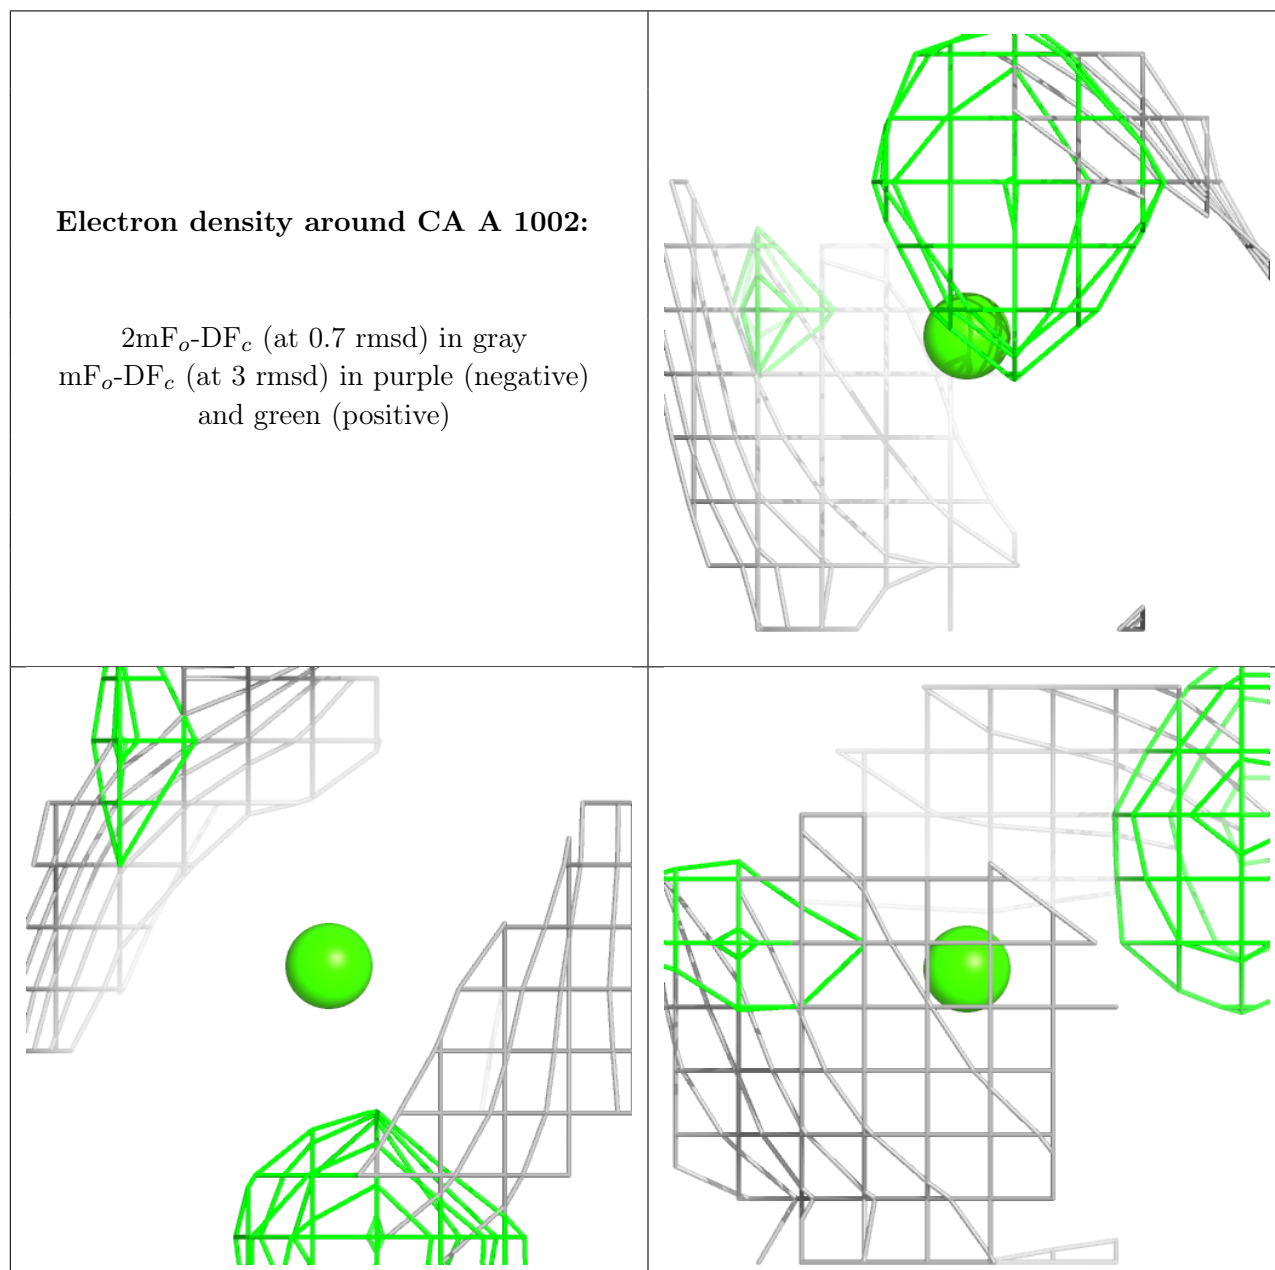 Electron density around CA A 1002:
2mFo-DFc (at 0.7 rmsd) in gray
mFo-DFc (at 3 rmsd) in purple (negative)
and green (positive)